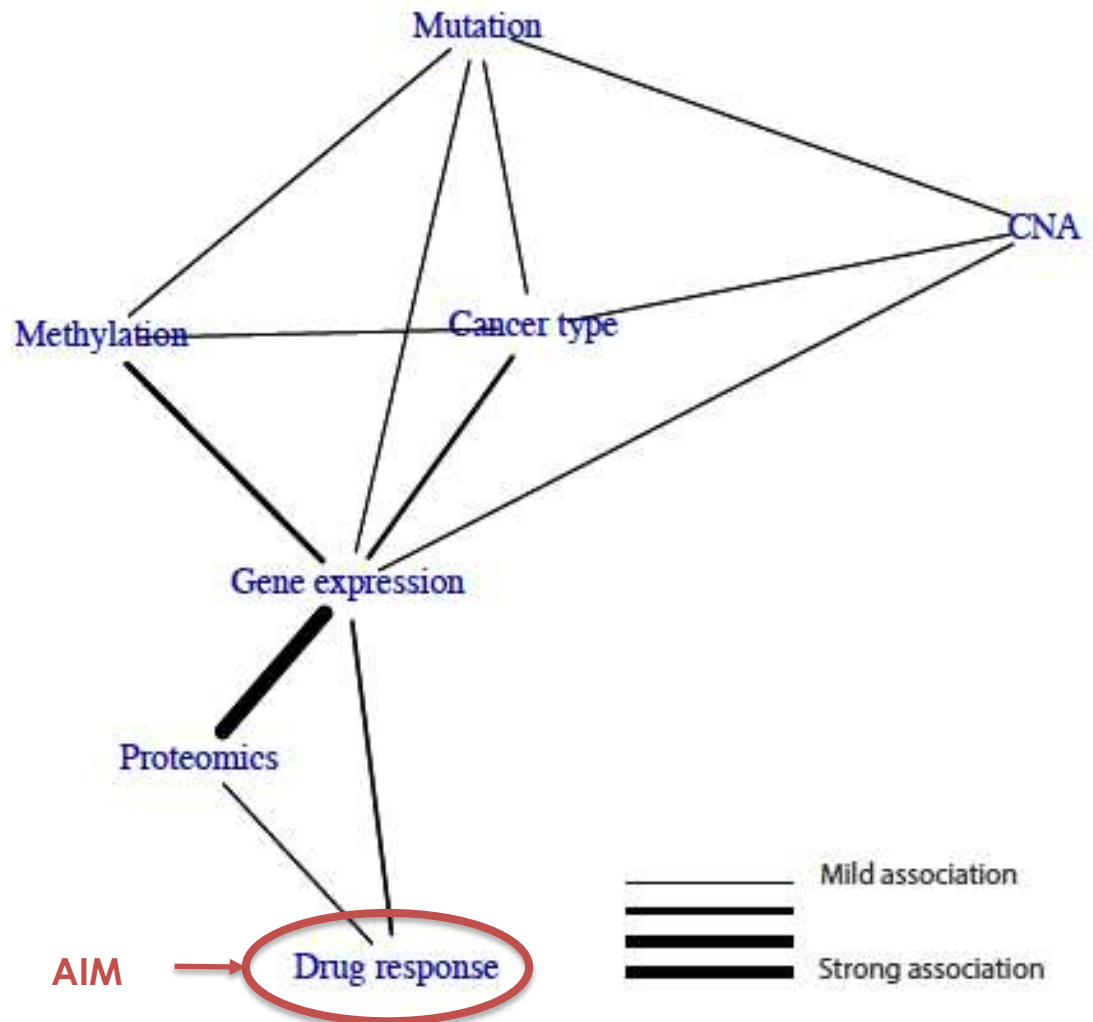 Mutation
CNA
Methylation
Cancer type
Gene expression
Proteomics
Mild association
Strong association
AIM
Drug response